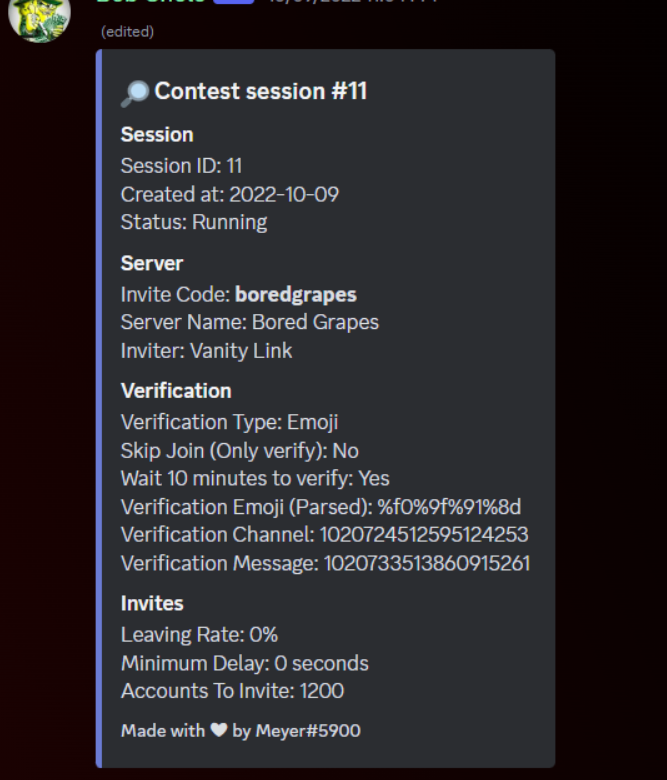 (edited)
Contest session #11
Session
Session ID: 11
Created at: 2022-10-09
Status: Running
Server
Invite Code: boredgrapes
Server Name: Bored Grapes
Inviter: Vanity Link
Verification
Verification Type: Emoji
Skip Join (Only verify): No
Wait 10 minutes to verify: Yes
Verification Emoji (Parsed): %f0%9f%91%8d
Verification Channel: 1020724512595124253
Verification Message: 1020733513860915261
Invites
Leaving Rate: 0%
Minimum Delay: 0 seconds
Accounts To Invite: 1200
Made with ♥ by Meyer#5900